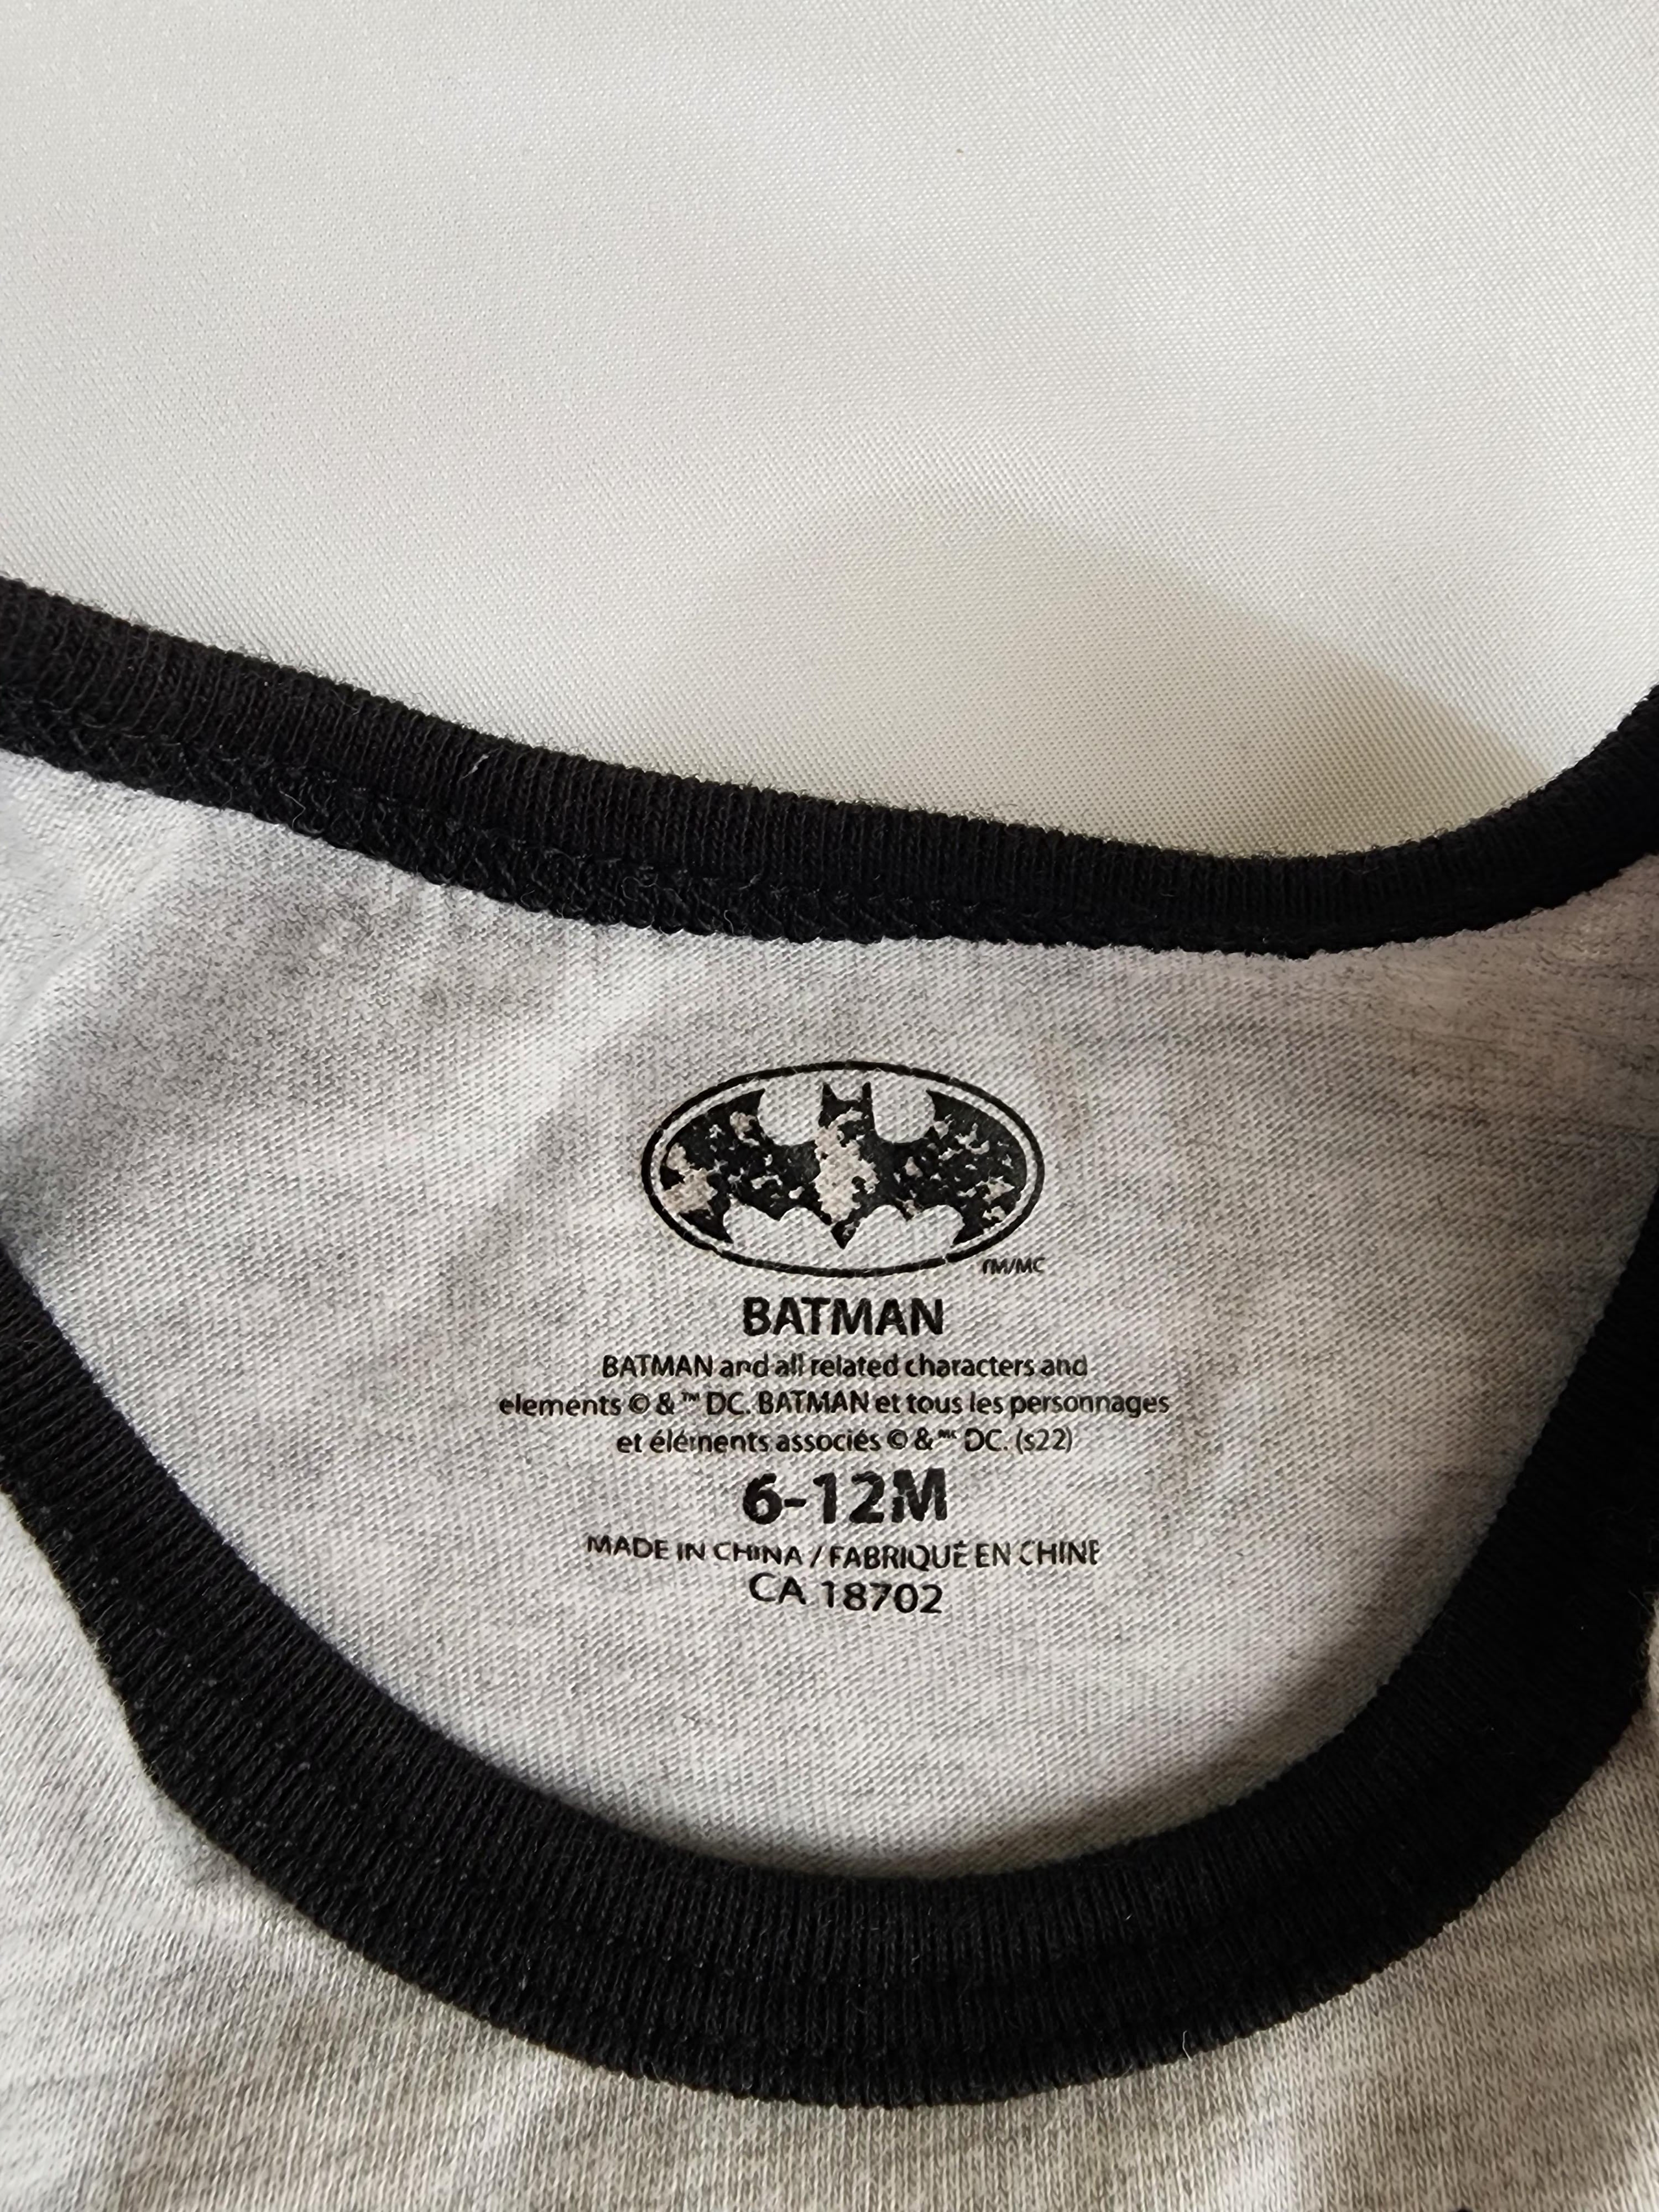 TM/MC
BATMAN
BATMAN and all related characters and
elements © & ™ DC. BATMAN et tous les personnages
et éléments associés © & ᴹᶜ DC. (s22)
6-12M
MADE IN CHINA / FABRIQUÉ EN CHINE
CA 18702